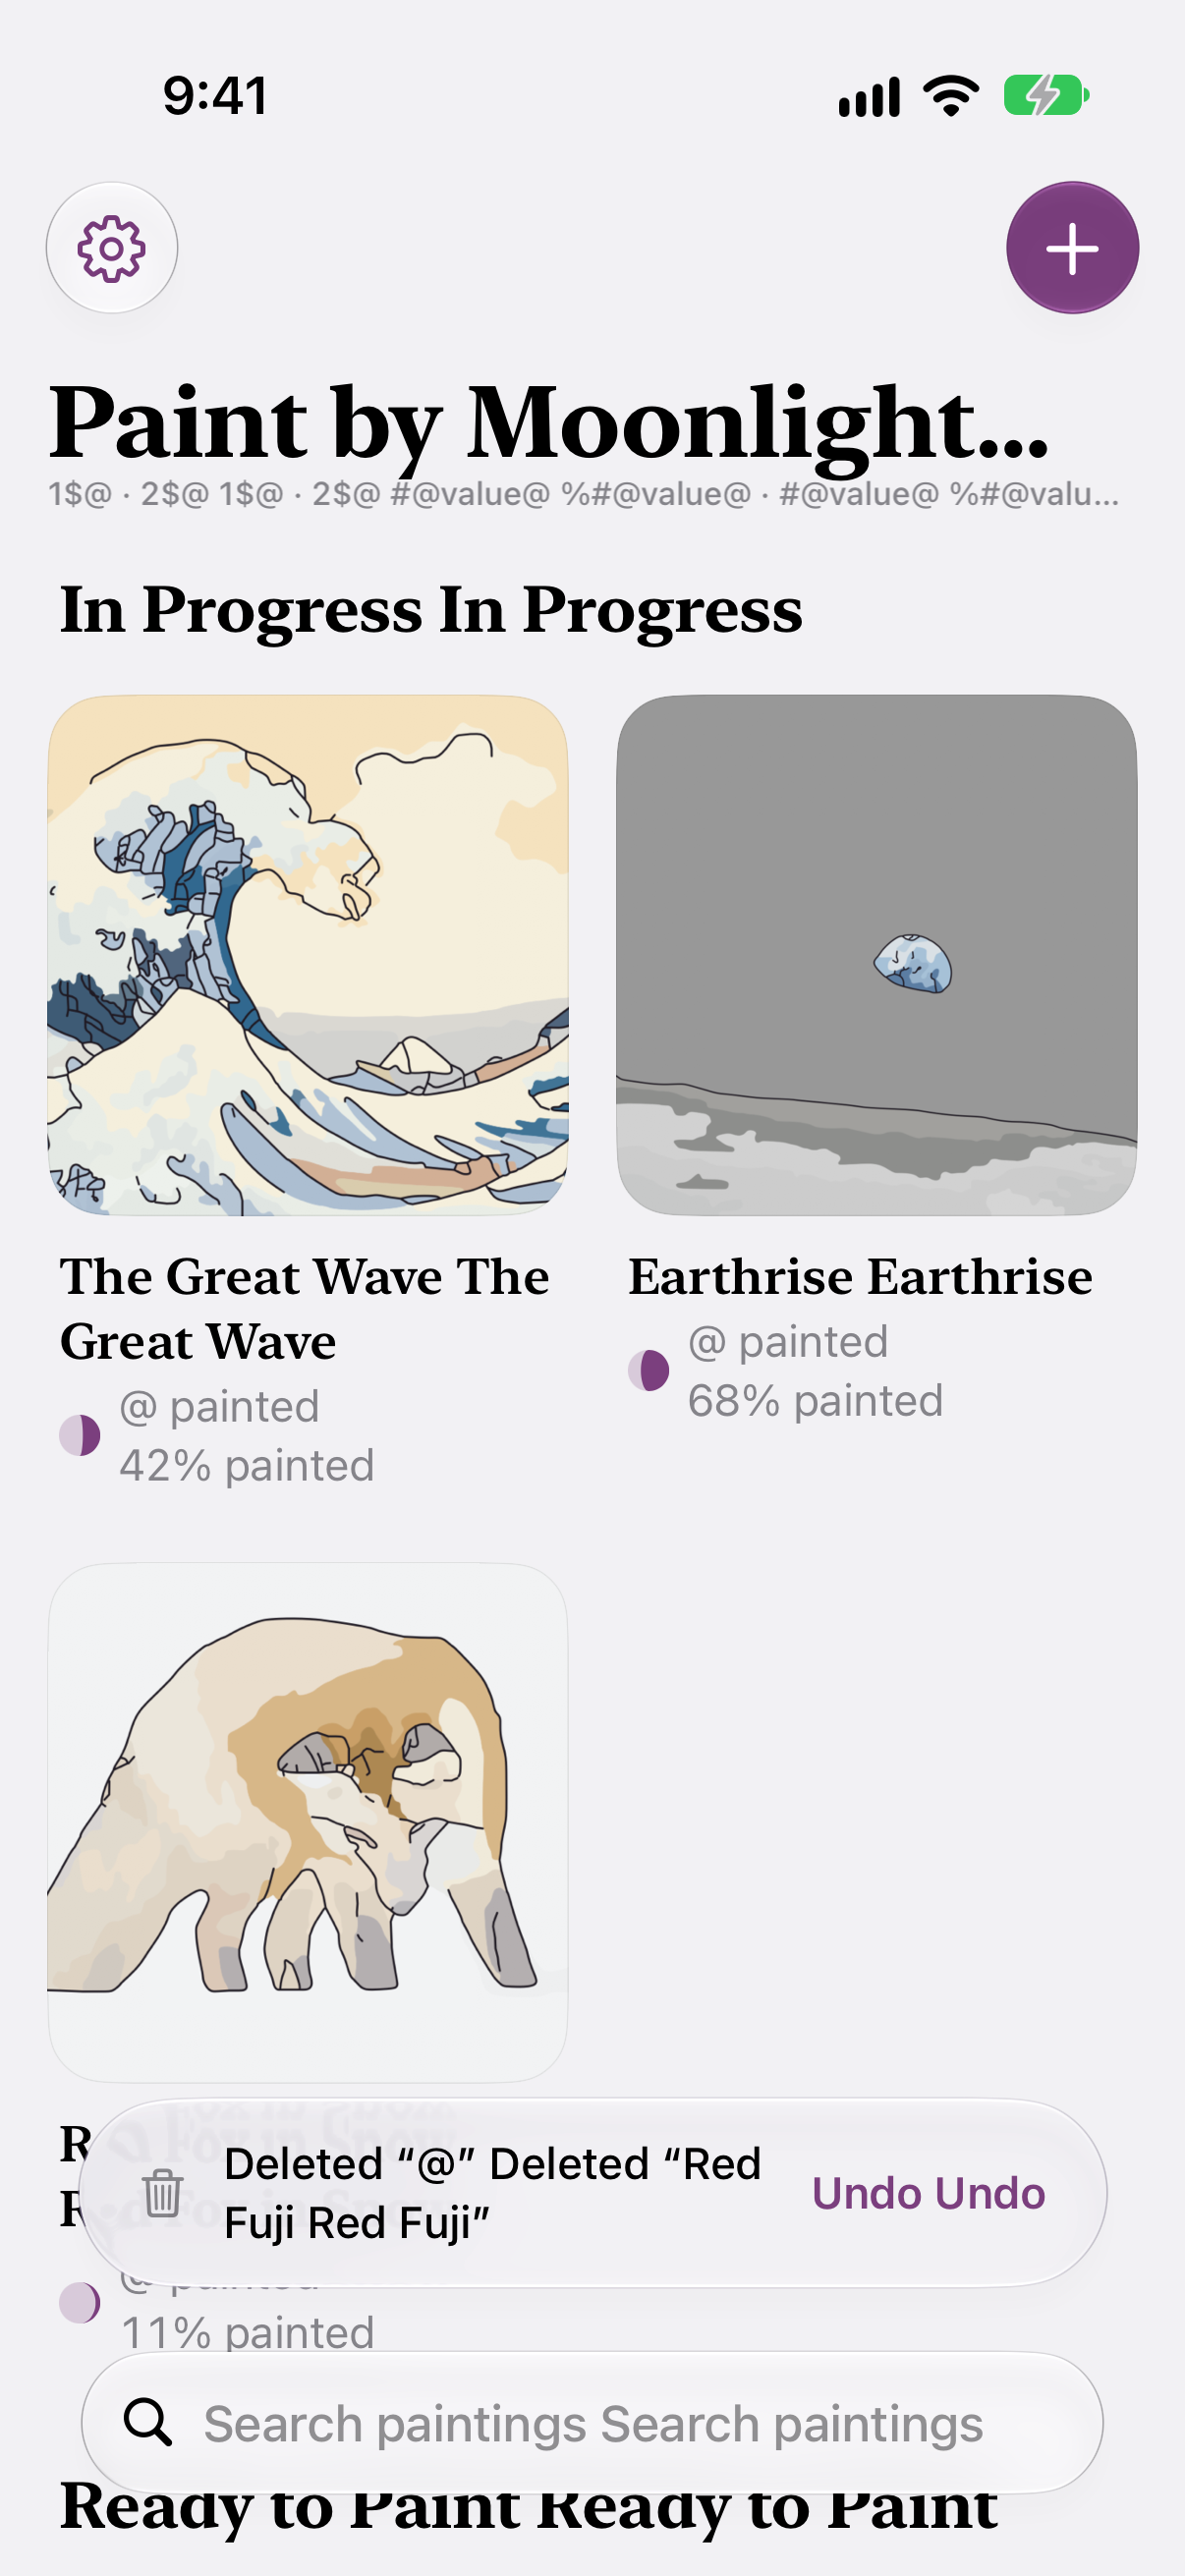 9:41
Paint by Moonlight...
1$@ · 2$@ 1$@ · 2$@ #@value@ %#@value@ · #@value@ %#@valu...
In Progress In Progress
The Great Wave The
Great Wave
@ painted
42% painted
Earthrise Earthrise
@ painted
68% painted
Deleted “@” Deleted “Red
Fuji Red Fuji”
Undo Undo
@ painted
11% painted
Search paintings Search paintings
Ready to Paint Ready to Paint